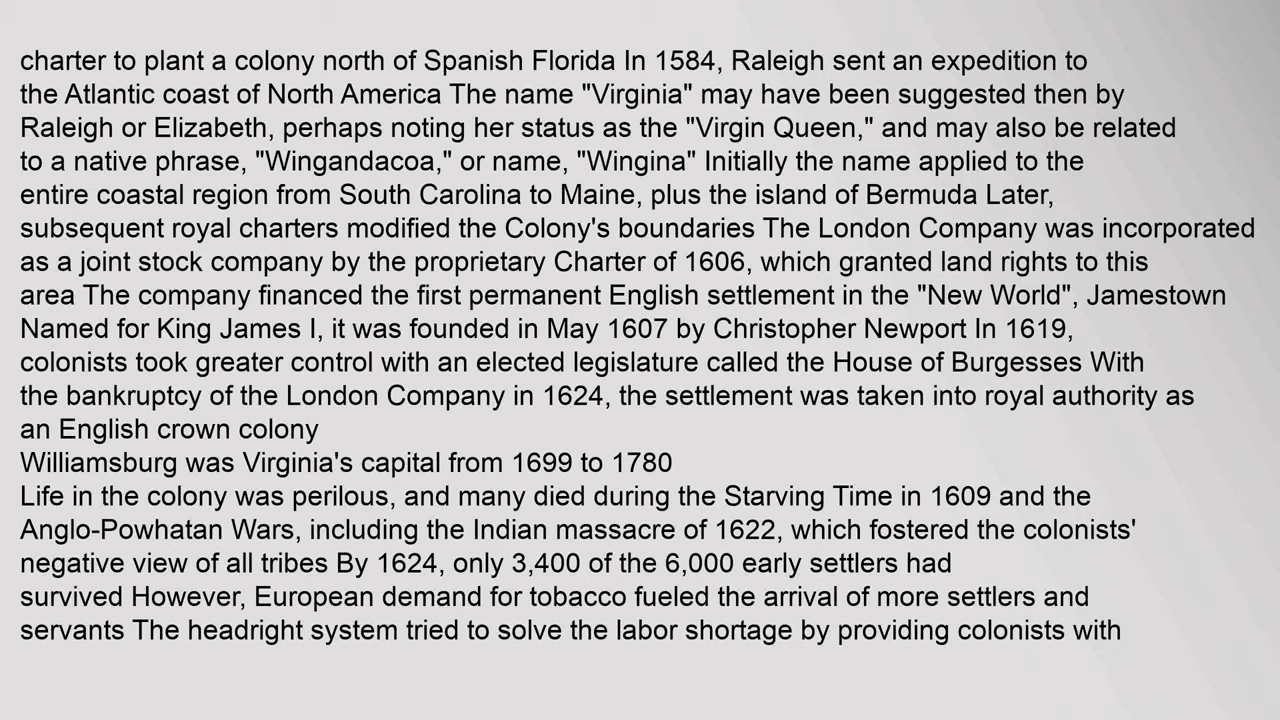 charter to plant a colony north of Spanish Florida In 1584, Raleigh sent an expedition to
the Atlantic coast of North America The name "Virginia" may have been suggested then by
Raleigh or Elizabeth, perhaps noting her status as the "Virgin Queen," and may also be related
to a native phrase, "Wingandacoa," or name, "Wingina" Initially the name applied to the
entire coastal region from South Carolina to Maine, plus the island of Bermuda Later,
subsequent royal charters modified the Colony's boundaries The London Company was incorporated
as a joint stock company by the proprietary Charter of 1606, which granted land rights to this
area The company financed the first permanent English settlement in the "New World", Jamestown
Named for King James I, it was founded in May 1607 by Christopher Newport In 1619,
colonists took greater control with an elected legislature called the House of Burgesses With
the bankruptcy of the London Company in 1624, the settlement was taken into royal authority as
an English crown colony
Williamsburg was Virginia's capital from 1699 to 1780
Life in the colony was perilous, and many died during the Starving Time in 1609 and the
Anglo-Powhatan Wars, including the Indian massacre of 1622, which fostered the colonists'
negative view of all tribes By 1624, only 3,400 of the 6,000 early settlers had
survived However, European demand for tobacco fueled the arrival of more settlers and
servants The headright system tried to solve the labor shortage by providing colonists with